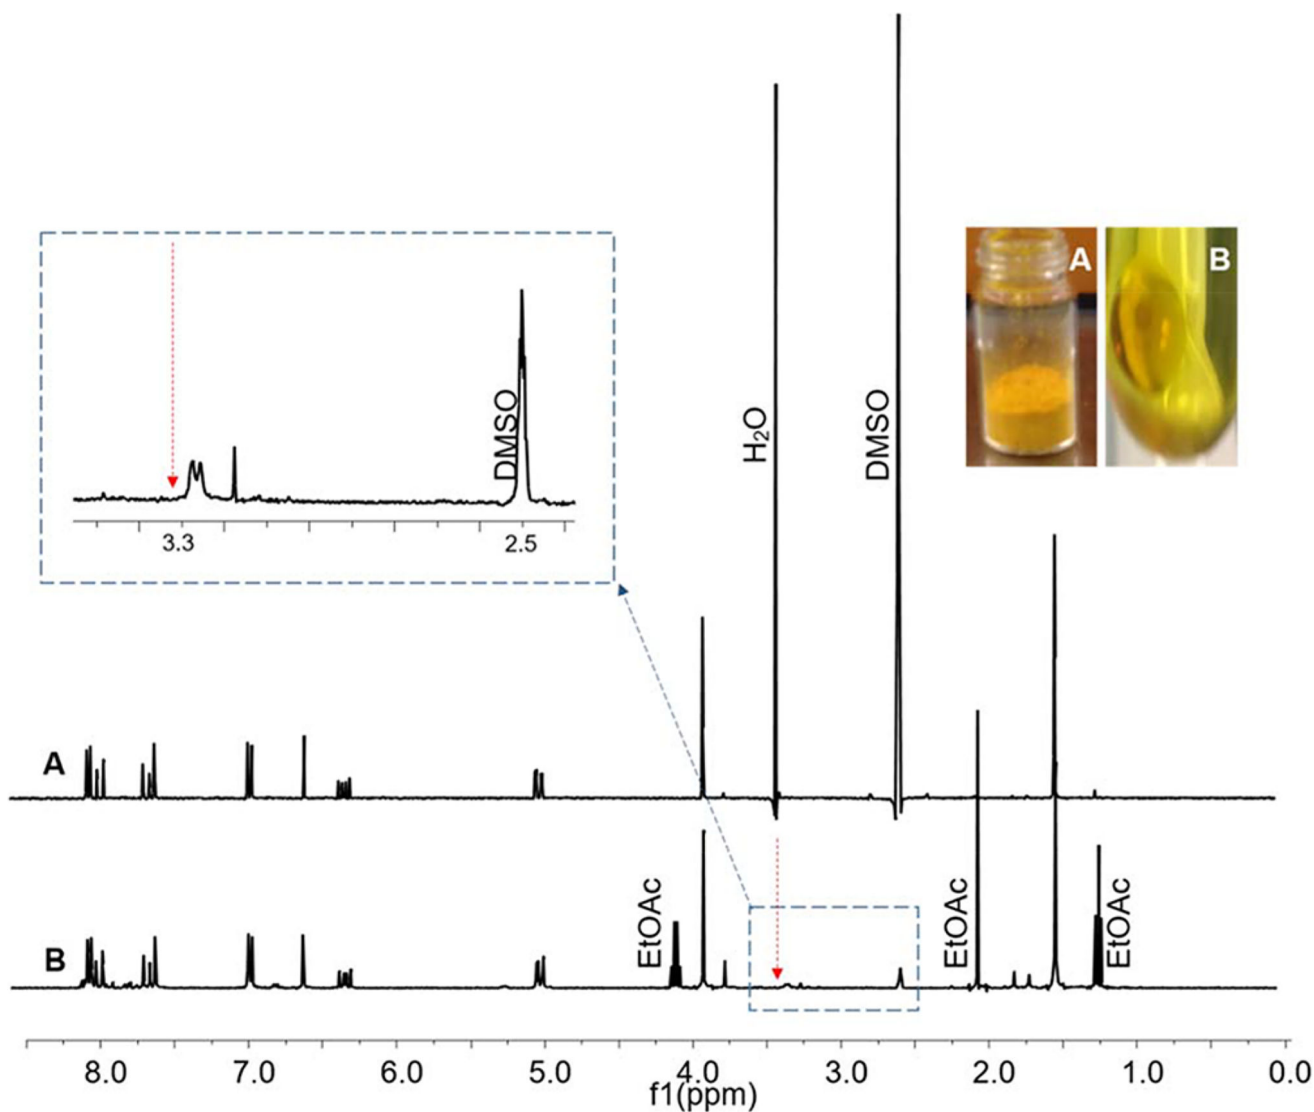 A
B
H₂O
DMSO
DMSO
3.3
2.5
A
EtOAc
EtOAc
EtOAc
B
8.0
7.0
6.0
5.0
4.0
3.0
2.0
1.0
0.0
f1(ppm)